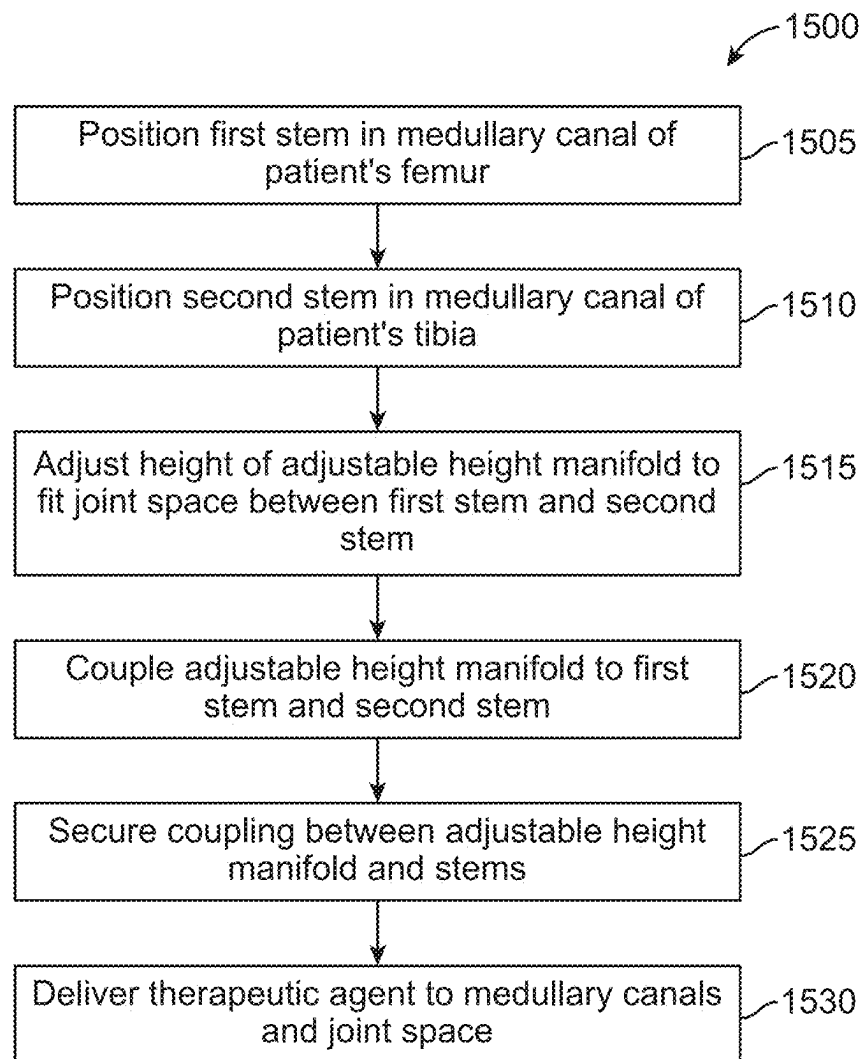 1500
Position first stem in medullary canal of
patient's femur
1505
Position second stem in medullary canal of
patient's tibia
1510
Adjust height of adjustable height manifold to
fit joint space between first stem and second
stem
1515
Couple adjustable height manifold to first
stem and second stem
1520
Secure coupling between adjustable height
manifold and stems
1525
Deliver therapeutic agent to medullary canals
and joint space
1530